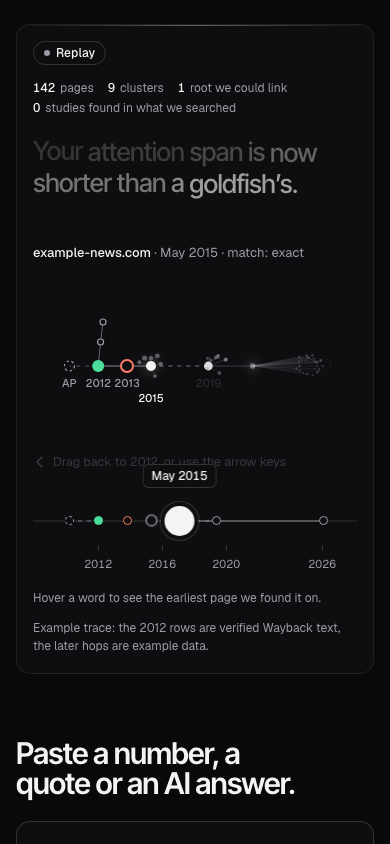 Replay
142 pages 9 clusters 1 root we could link
0 studies found in what we searched
Your attention span is now
shorter than a goldfish’s.
example-news.com · May 2015 · match: exact
AP 2012 2013 2019
2015
Drag back to 2012, or use the arrow keys
May 2015
2012 2016 2020 2026
Hover a word to see the earliest page we found it on.
Example trace: the 2012 rows are verified Wayback text,
the later hops are example data.
Paste a number, a
quote or an AI answer.